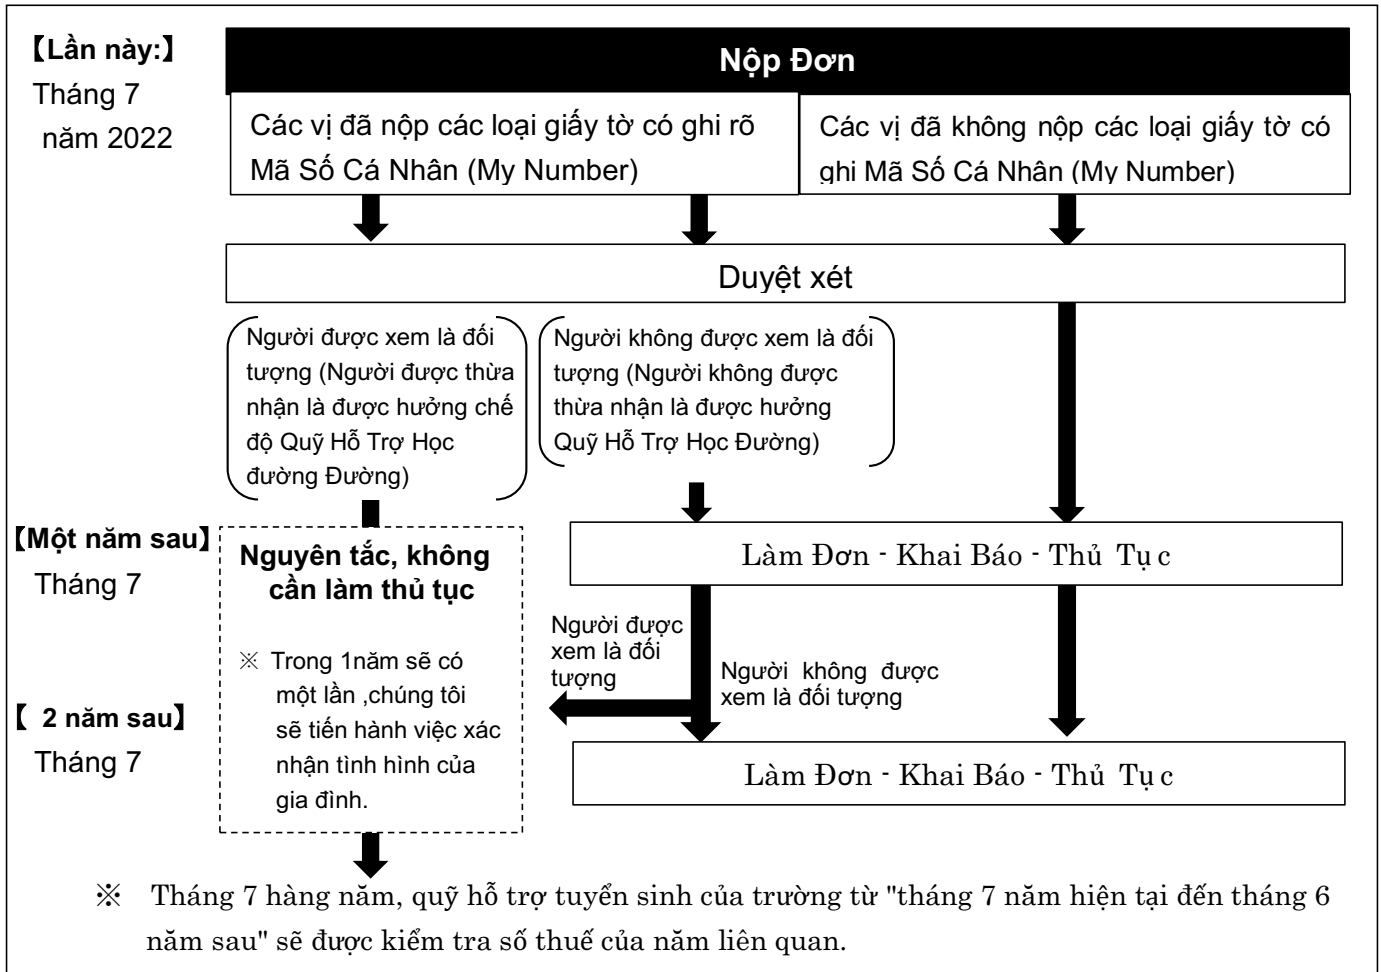 【Lần này:】
Tháng 7
năm 2022
Nộp Đơn
Các vị đã nộp các loại giấy tờ có ghi rõ
Mã Số Cá Nhân (My Number)
Các vị đã không nộp các loại giấy tờ có
ghi Mã Số Cá Nhân (My Number)
Duyệt xét
Người được xem là đối
tượng (Người được thừa
nhận là được hưởng chế
độ Quỹ Hỗ Trợ Học
đường Đường)
Người không được xem là đối
tượng (Người không được
thừa nhận là được hưởng
Quỹ Hỗ Trợ Học Đường)
【Một năm sau】
Tháng 7
Nguyên tắc, không
cần làm thủ tục
※ Trong 1năm sẽ có
một lần ,chúng tôi
sẽ tiến hành việc xác
nhận tình hình của
gia đình.
Làm Đơn - Khai Báo - Thủ Tục
Người được
xem là đối
tượng
Người không được
xem là đối tượng
【 2 năm sau】
Tháng 7
Làm Đơn - Khai Báo - Thủ Tục
※ Tháng 7 hàng năm, quỹ hỗ trợ tuyển sinh của trường từ "tháng 7 năm hiện tại đến tháng 6
năm sau" sẽ được kiểm tra số thuế của năm liên quan.